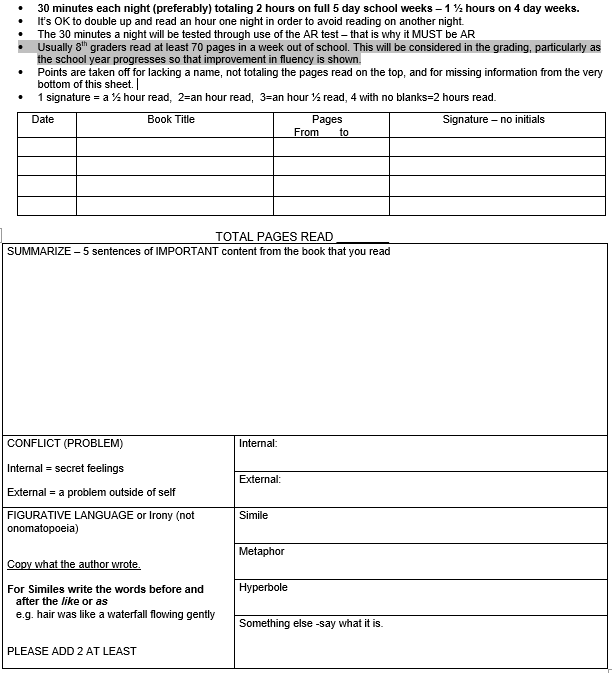 • 30 minutes each night (preferably) totaling 2 hours on full 5 day school weeks – 1 ½ hours on 4 day weeks.
• It's OK to double up and read an hour one night in order to avoid reading on another night.
• The 30 minutes a night will be tested through use of the AR test – that is why it MUST be AR
• Usually 8th graders read at least 70 pages in a week out of school. This will be considered in the grading, particularly as
the school year progresses so that improvement in fluency is shown.
• Points are taken off for lacking a name, not totaling the pages read on the top, and for missing information from the very
bottom of this sheet.
• 1 signature = a ½ hour read, 2=an hour read, 3=an hour ½ read, 4 with no blanks=2 hours read.
Date Book Title Pages Signature – no initials
From to
TOTAL PAGES READ ________
SUMMARIZE – 5 sentences of IMPORTANT content from the book that you read
CONFLICT (PROBLEM)
Internal = secret feelings
External = a problem outside of self
Internal:
External:
FIGURATIVE LANGUAGE or Irony (not
onomatopoeia)
Copy what the author wrote.
For Similes write the words before and
after the like or as
e.g. hair was like a waterfall flowing gently
PLEASE ADD 2 AT LEAST
Simile
Metaphor
Hyperbole
Something else -say what it is.